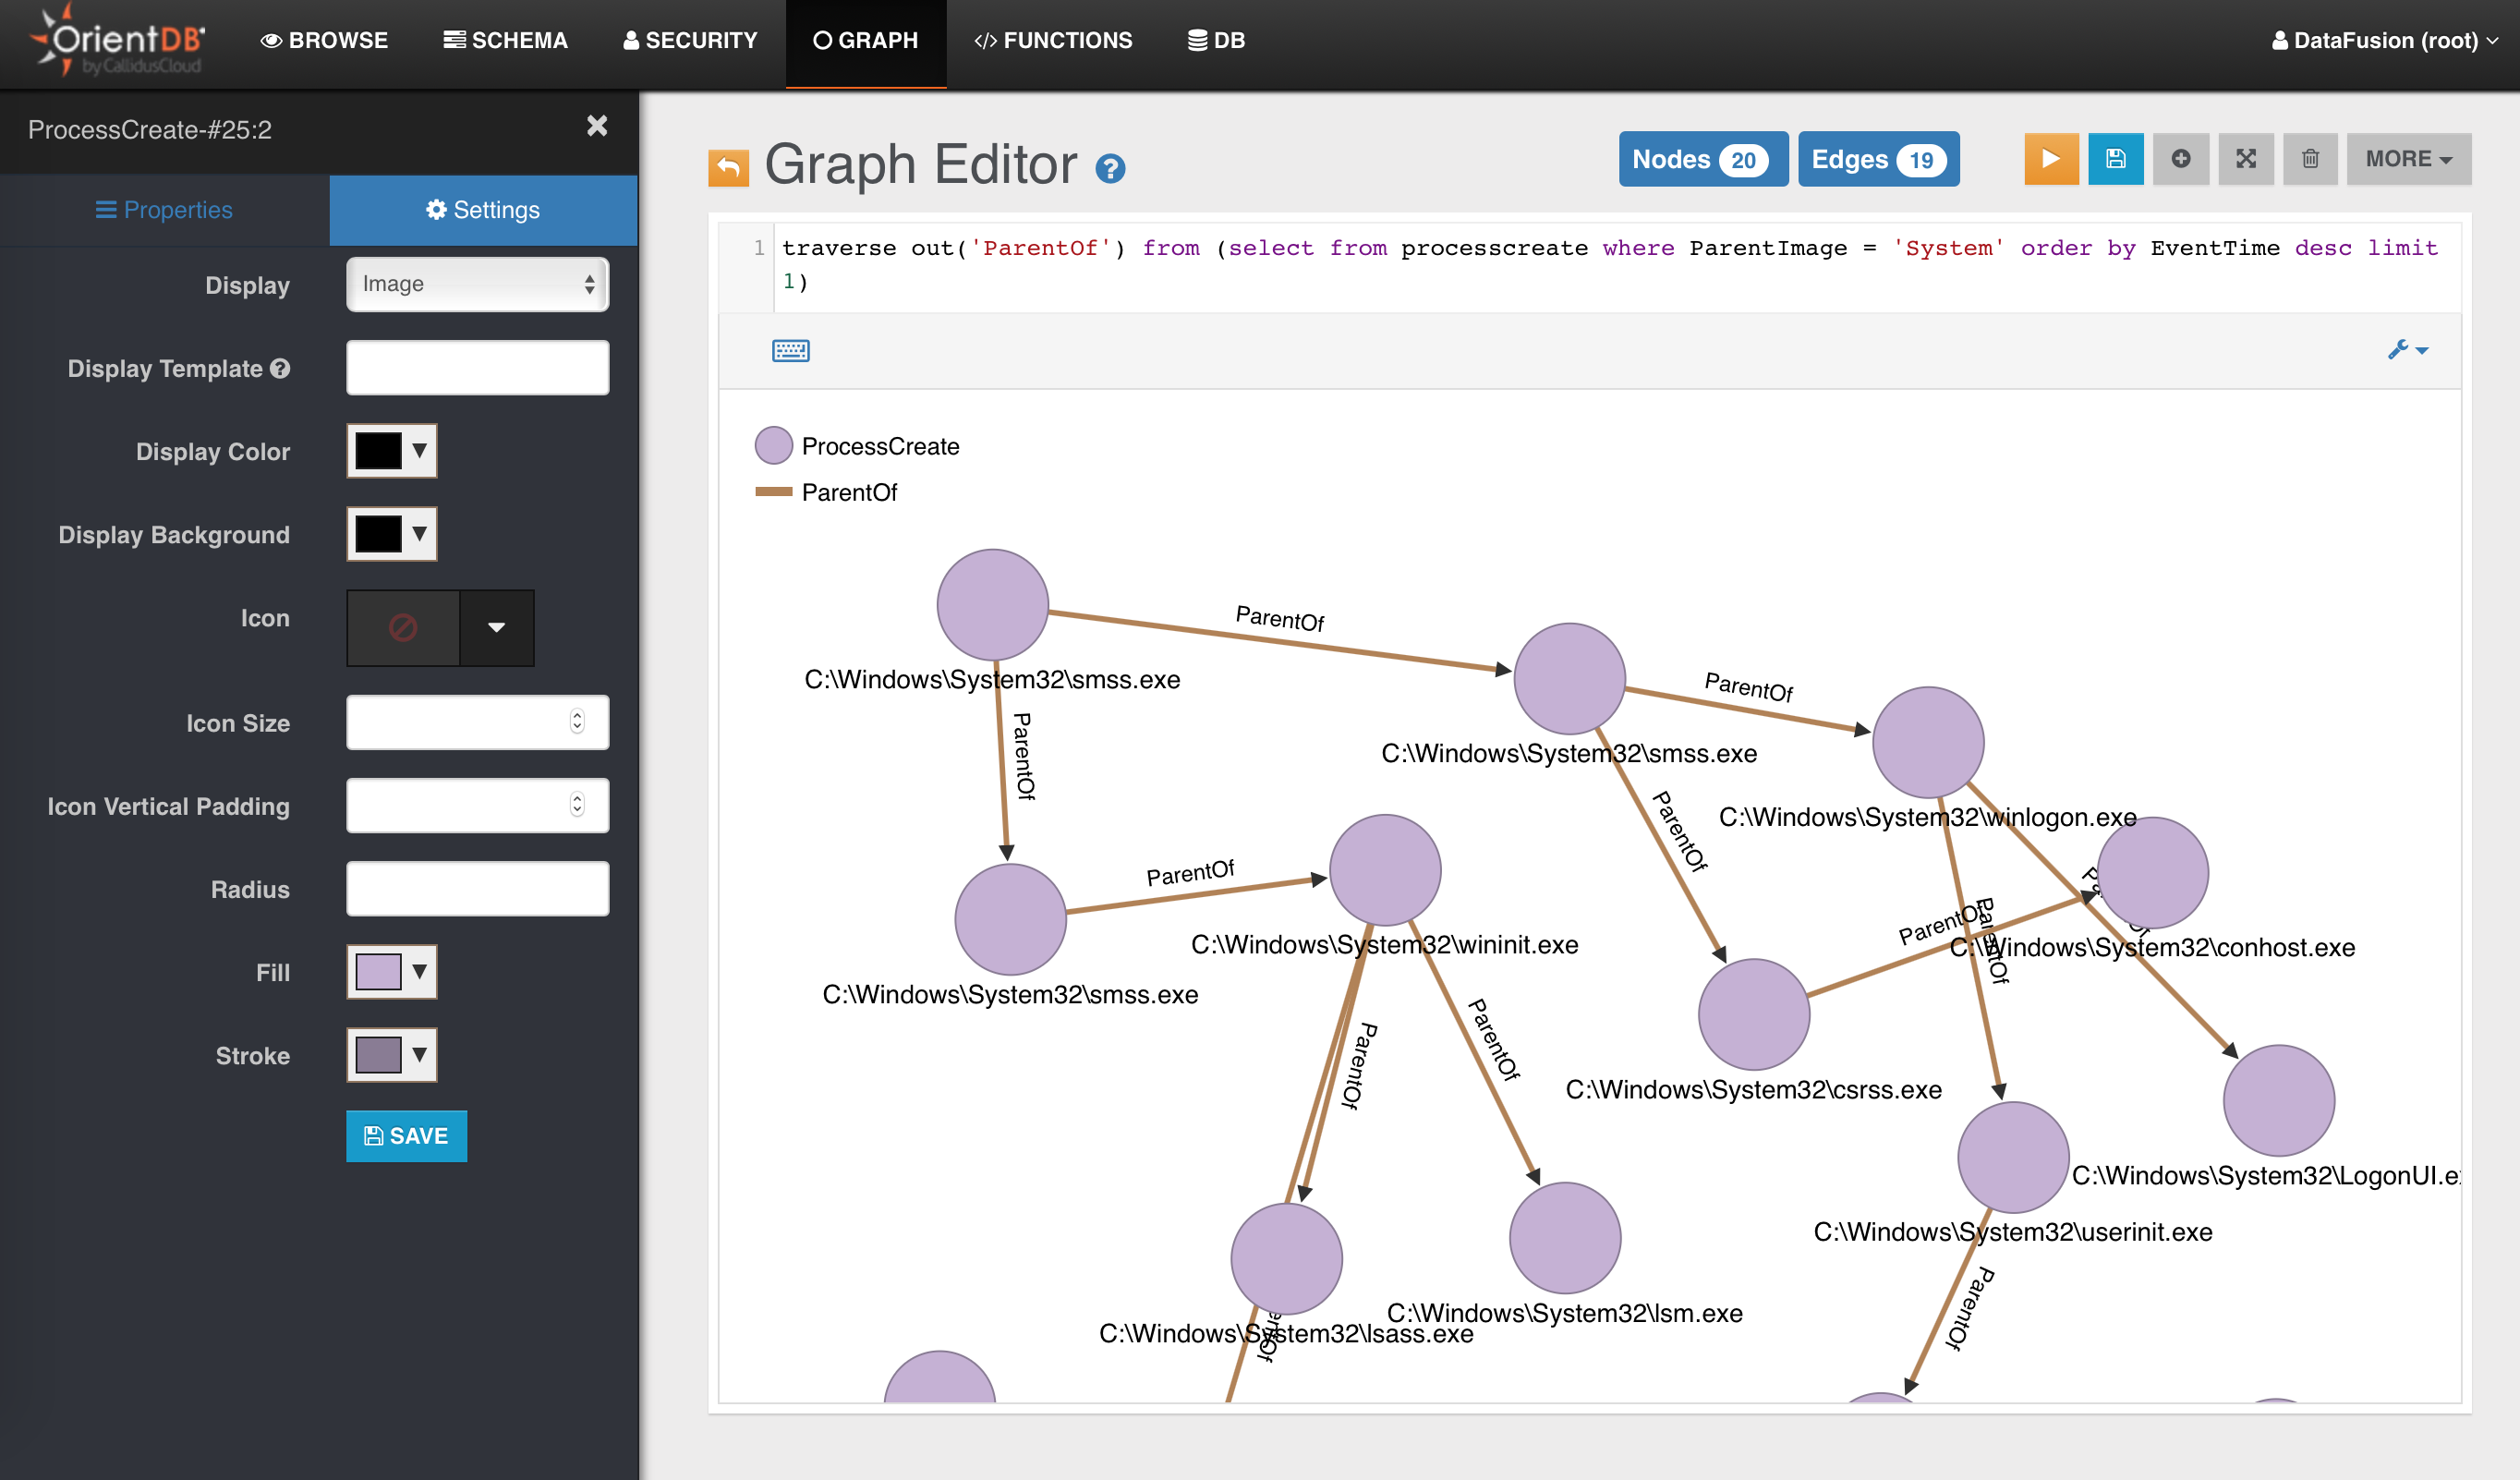 OrientDB
by CallidusCloud
BROWSE
SCHEMA
SECURITY
GRAPH
</> FUNCTIONS
DB
DataFusion (root)
ProcessCreate-#25:2
Properties
Settings
Display
Image
Display Template
Display Color
Display Background
Icon
Icon Size
Icon Vertical Padding
Radius
Fill
Stroke
SAVE
Graph Editor
Nodes 20
Edges 19
MORE
1
traverse out('ParentOf') from (select from processcreate where ParentImage = 'System' order by EventTime desc limit
1)
ProcessCreate
ParentOf
ParentOf
C:\Windows\System32\smss.exe
ParentOf
C:\Windows\System32\smss.exe
ParentOf
ParentOf
C:\Windows\System32\winlogon.exe
ParentOf
ParentOf
C:\Windows\System32\wininit.exe
ParentOf
ParentOf
C:\Windows\System32\conhost.exe
C:\Windows\System32\smss.exe
ParentOf
ParentOf
C:\Windows\System32\csrss.exe
C:\Windows\System32\LogonUI.e
C:\Windows\System32\userinit.exe
ParentOf
C:\Windows\System32\lsm.exe
C:\Windows\System32\lsass.exe